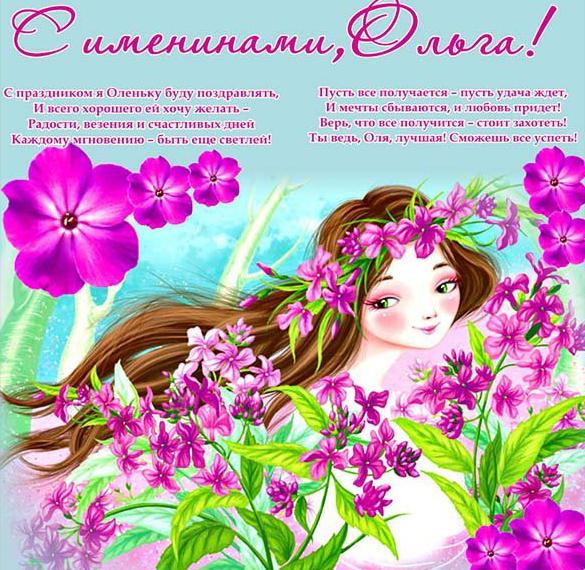 С именинами, Ольга!
С праздником я Оленьку буду поздравлять,
И всего хорошего ей хочу желать –
Радости, везения и счастливых дней
Каждому мгновению – быть еще светлей!
Пусть все получается – пусть удача ждет,
И мечты сбываются, и любовь придет!
Верь, что все получится – стоит захотеть!
Ты ведь, Оля, лучшая! Сможешь все успеть!